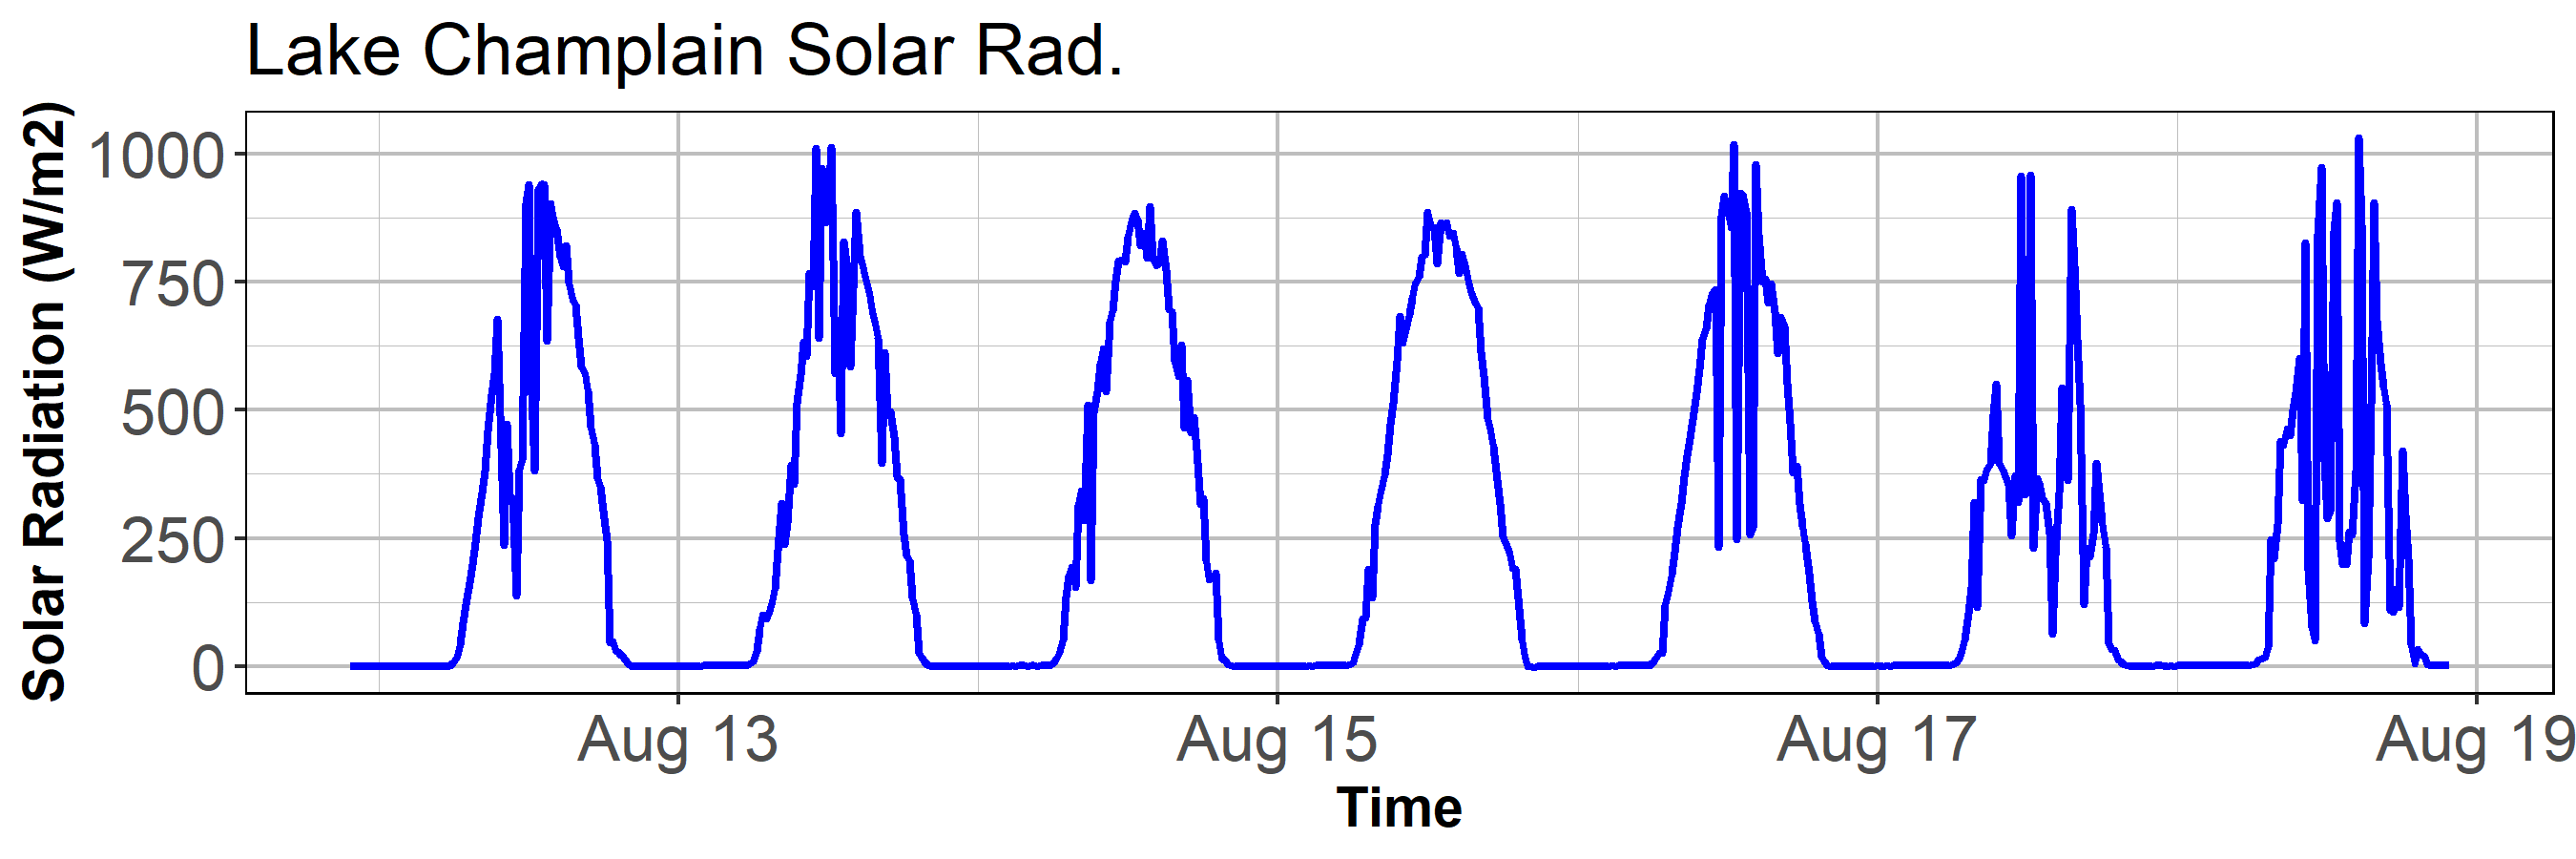 Lake Champlain Solar Rad.
Solar Radiation (W/m2)
1000
750
500
250
0
Aug 13 Aug 15 Aug 17 Aug 19
Time